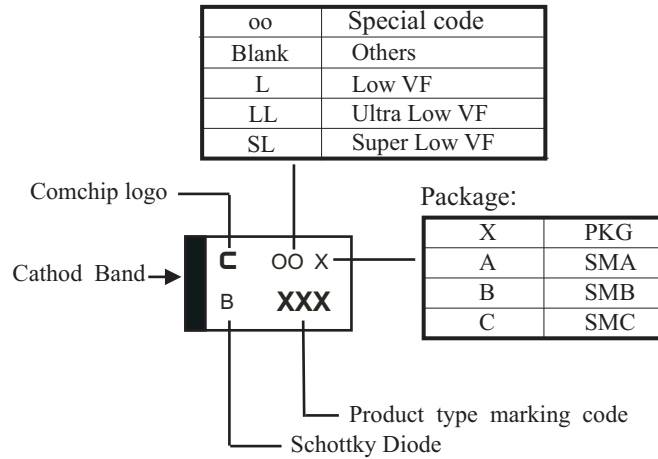 oo Special code
Blank Others
L Low VF
LL Ultra Low VF
SL Super Low VF
Comchip logo
Package:
X PKG
A SMA
B SMB
C SMC
Cathod Band
C OO X
B XXX
Product type marking code
Schottky Diode